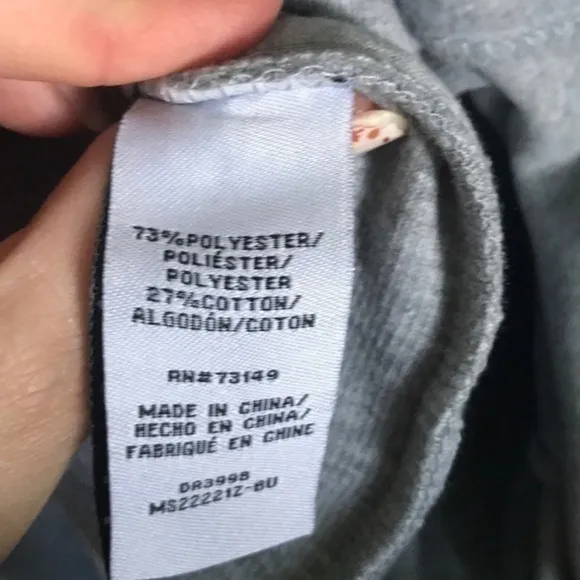 73%POLYESTER/
POLIÉSTER/
POLYESTER
27%COTTON/
ALGODÓN/COTON
RN#73149
MADE IN CHINA/
HECHO EN CHINA/
FABRIQUÉ EN CHINE
DR3998
MS22221Z-BU